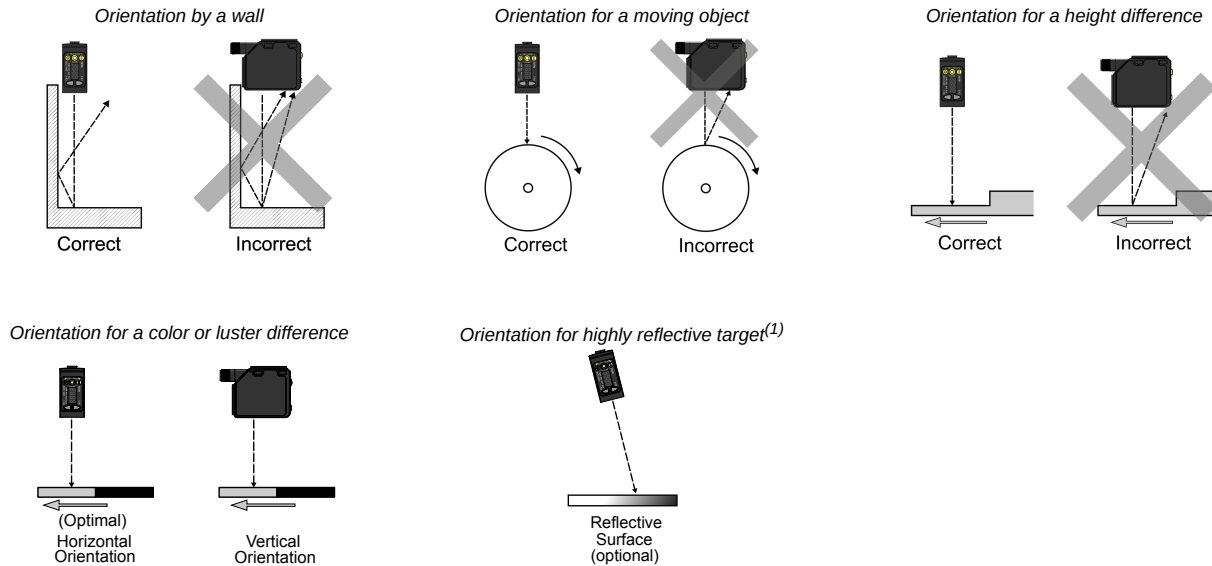 Orientation by a wall
Orientation for a moving object
Orientation for a height difference
Correct
Incorrect
Correct
Incorrect
Correct
Incorrect
Orientation for a color or luster difference
Orientation for highly reflective target(1)
(Optimal)
Horizontal
Orientation
Vertical
Orientation
Reflective
Surface
(optional)